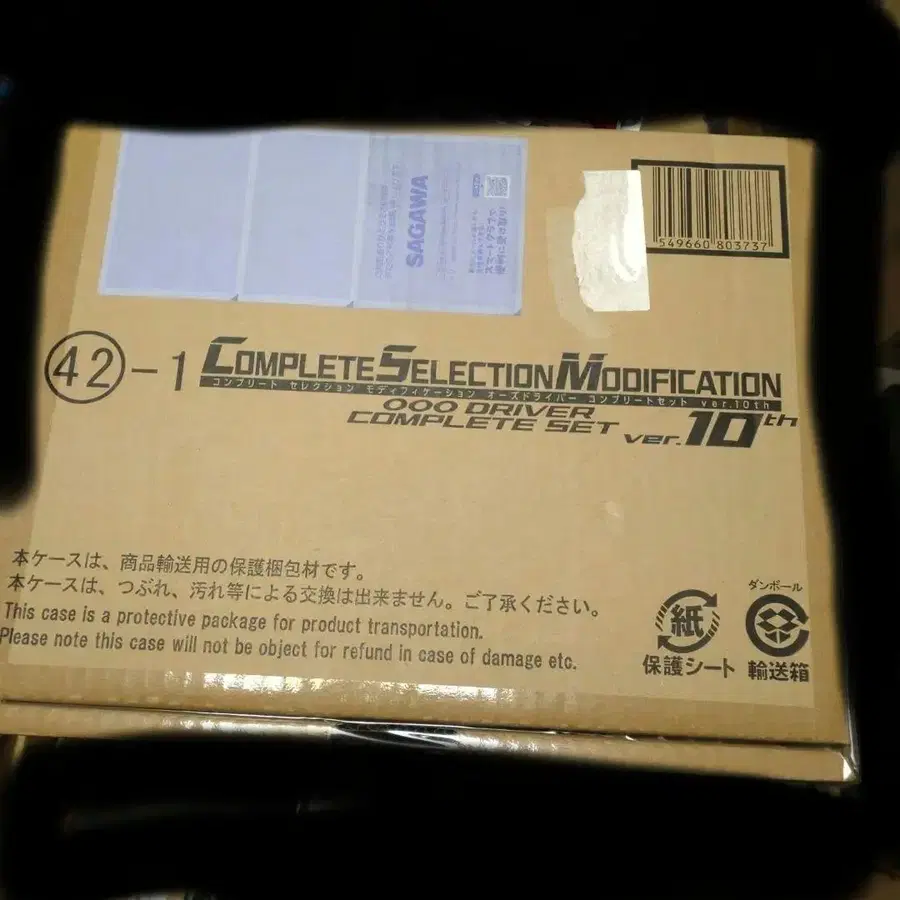 SAGAWA
549660 803737
42-1
COMPLETE SELECTION MODIFICATION
コンプリート セレクション モディフィケーション オーズドライバー コンプリートセット ver.10th
OOO DRIVER
COMPLETE SET ver.10th
本ケースは、商品輸送用の保護梱包材です。
本ケースは、つぶれ、汚れ等による交換は出来ません。ご了承ください。
This case is a protective package for product transportation.
Please note this case will not be object for refund in case of damage etc.
紙
保護シート
ダンボール
輸送箱